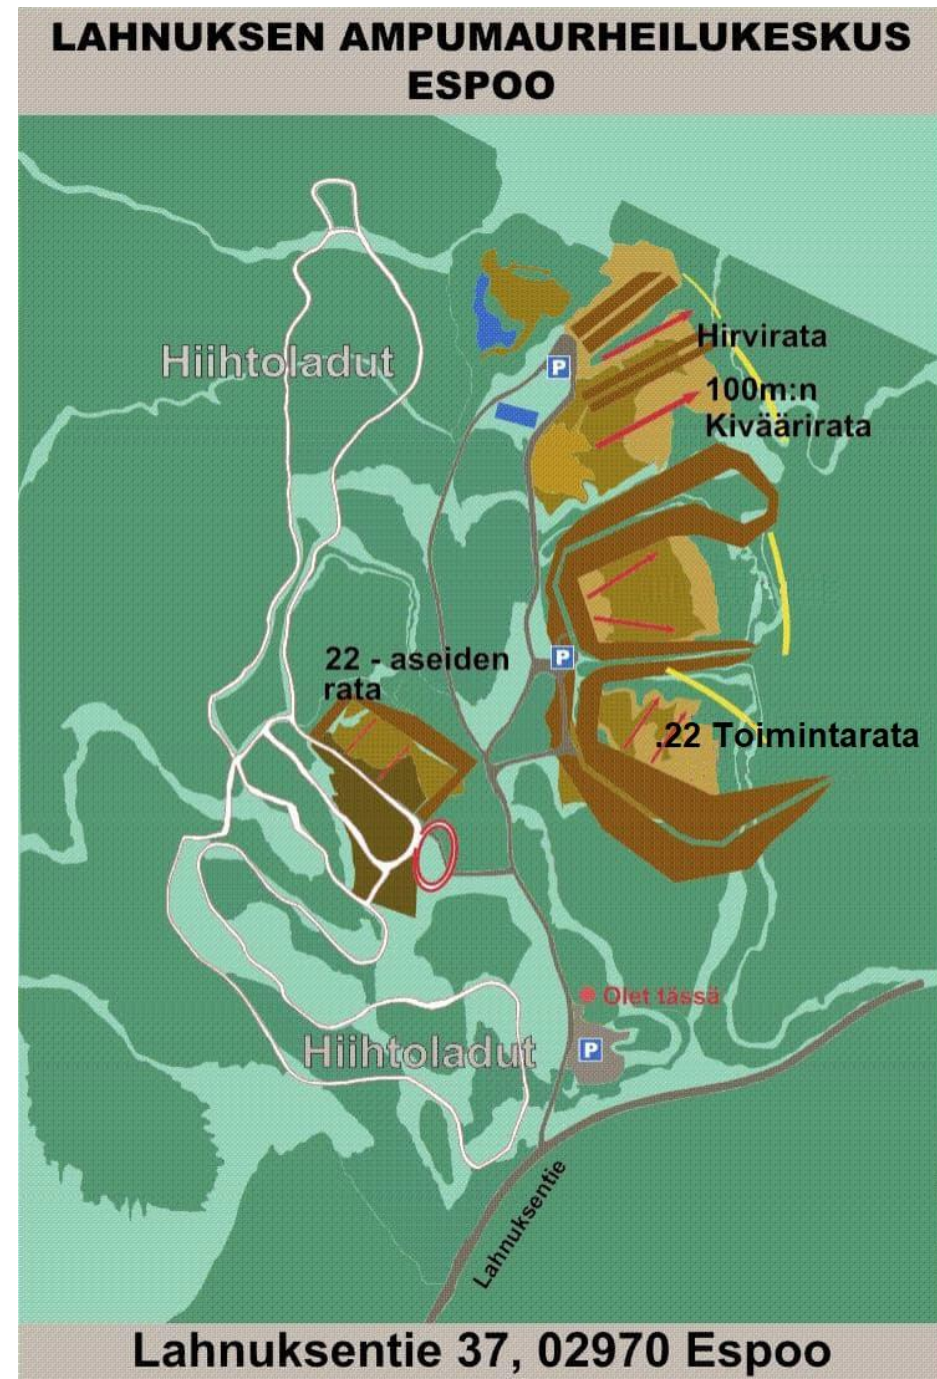 LAHNUKSEN AMPUMAURHEILUKESKUS
ESPOO
Hiihtoladut
P
Hirvirata
100m:n
Kiväärirata
22 - aseiden
rata
P
.22 Toimintarata
Olet tässä
P
Hiihtoladut
Lahnuksentie
Lahnuksentie 37, 02970 Espoo